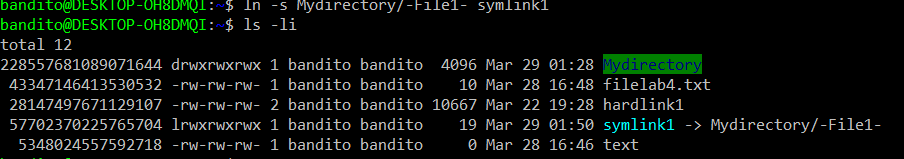 bandito@DESKTOP-OH8DMQI:~$ ln -s Mydirectory/-File1- symlink1
bandito@DESKTOP-OH8DMQI:~$ ls -li
total 12
228557681089071644 drwxrwxrwx 1 bandito bandito 4096 Mar 29 01:28 Mydirectory
43347146413530532 -rw-rw-rw- 1 bandito bandito 10 Mar 28 16:48 filelab4.txt
28147497671129107 -rw-rw-rw- 2 bandito bandito 10667 Mar 22 19:28 hardlink1
57702370225765704 lrwxrwxrwx 1 bandito bandito 19 Mar 29 01:50 symlink1 -> Mydirectory/-File1-
5348024557592718 -rw-rw-rw- 1 bandito bandito 0 Mar 28 16:46 text